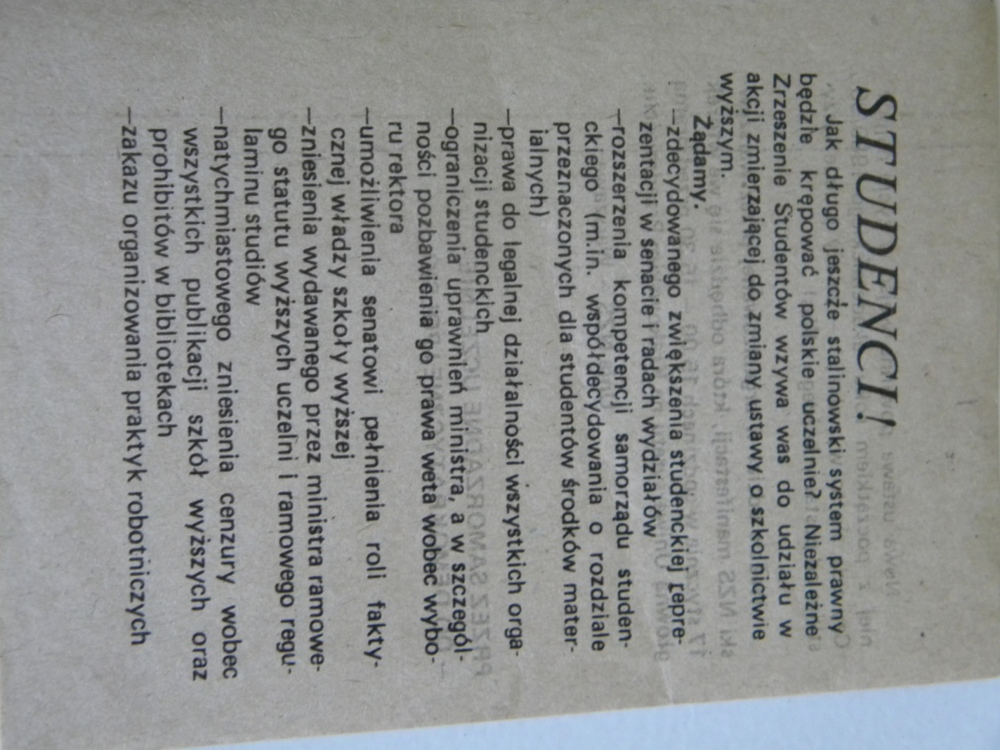 STUDENCI!
Jak długo jeszcze stalinowski system prawny
będzie krępować polskie uczelnie? Niezależne
Zrzeszenie Studentów wzywa was do udziału w
akcji zmierzającej do zmiany ustawy o szkolnictwie
wyższym.
Żądamy:
—zdecydowanego zwiększenia studenckiej repre-
zentacji w senacie i radach wydziałów
—rozszerzenia kompetencji samorządu studen-
ckiego (m.in. współdecydowania o rozdziale
przeznaczonych dla studentów środków mater-
ialnych)
—prawa do legalnej działalności wszystkich orga-
nizacji studenckich
—ograniczenia uprawnień ministra, a w szczegól-
ności pozbawienia go prawa weta wobec wybo-
ru rektora
—umożliwienia senatowi pełnienia roli fakty-
cznej władzy szkoły wyższej
—zniesienia wydawanego przez ministra ramowe-
go statutu wyższych uczelni i ramowego regu-
laminu studiów
—natychmiastowego zniesienia cenzury wobec
wszystkich publikacji szkół wyższych oraz
prohibitów w bibliotekach
—zakazu organizowania praktyk robotniczych